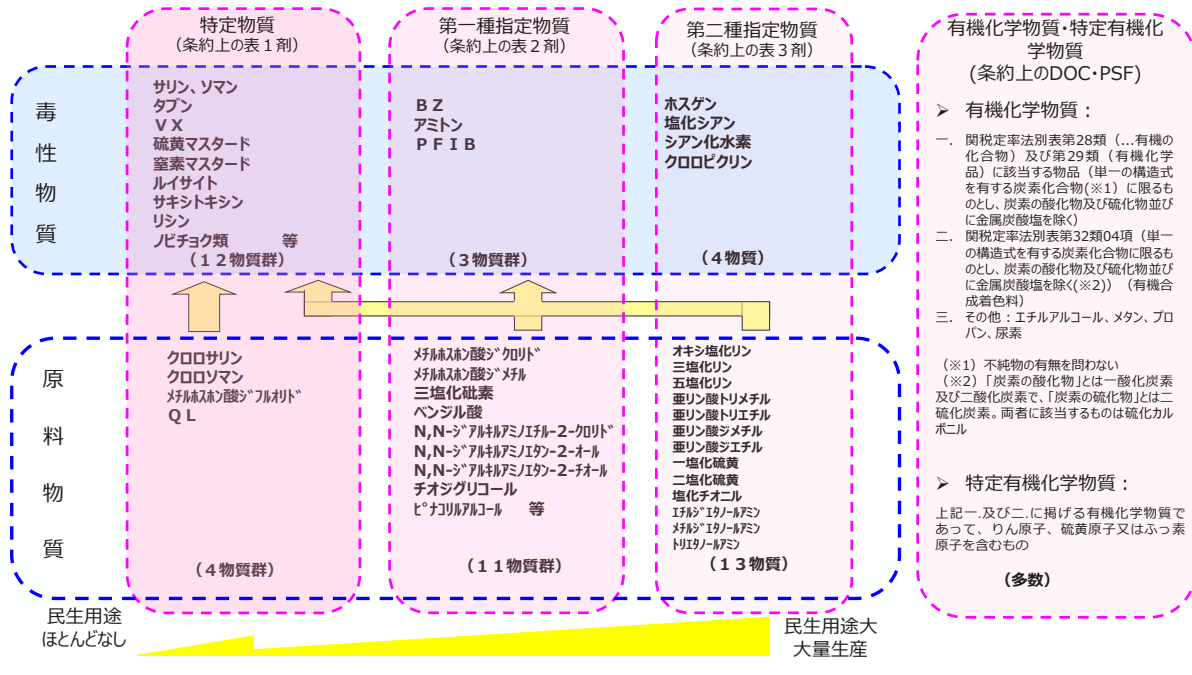 特定物質
(条約上の表１剤)
第一種指定物質
(条約上の表２剤)
第二種指定物質
(条約上の表３剤)
有機化学物質・特定有機化
学物質
(条約上のDOC・PSF)
毒
性
物
質
サリン、ソマン
タブン
ＶＸ
硫黄マスタード
窒素マスタード
ルイサイト
サキシトキシン
リシン
ノビチョク類　　　等
（１２物質群）
ＢＺ
アミトン
ＰＦＩＢ
（３物質群）
ホスゲン
塩化シアン
シアン化水素
クロロピクリン
（４物質）
原
料
物
質
クロロサリン
クロロソマン
ﾒﾁﾙﾎｽﾎﾝ酸ｼﾞﾌﾙｵﾘﾄﾞ
ＱＬ
（４物質群）
ﾒﾁﾙﾎｽﾎﾝ酸ｼﾞｸﾛﾘﾄﾞ
ﾒﾁﾙﾎｽﾎﾝ酸ｼﾞﾒﾁﾙ
三塩化砒素
ベンジル酸
N,N-ｼﾞｱﾙｷﾙｱﾐﾉｴﾁﾙ-2-ｸﾛﾘﾄﾞ
N,N-ｼﾞｱﾙｷﾙｱﾐﾉｴﾀﾝ-2-ｵｰﾙ
N,N-ｼﾞｱﾙｷﾙｱﾐﾉｴﾀﾝ-2-ﾁｵｰﾙ
チオジグリコール
ﾋﾟﾅｺﾘﾙｱﾙｺｰﾙ　　等
（１１物質群）
オキシ塩化リン
三塩化リン
五塩化リン
亜リン酸トリメチル
亜リン酸トリエチル
亜リン酸ジメチル
亜リン酸ジエチル
一塩化硫黄
二塩化硫黄
塩化チオニル
ｴﾁﾙｼﾞｴﾀﾉｰﾙｱﾐﾝ
ﾒﾁﾙｼﾞｴﾀﾉｰﾙｱﾐﾝ
ﾄﾘｴﾀﾉｰﾙｱﾐﾝ
（１３物質）
➢ 有機化学物質：
一. 関税定率法別表第28類（…有機の
化合物）及び第29類（有機化学
品）に該当する物品（単一の構造式
を有する炭素化合物(※1）に限るも
のとし、炭素の酸化物及び硫化物並び
に金属炭酸塩を除く）
二. 関税定率法別表第32類04項（単一
の構造式を有する炭素化合物に限るも
のとし、炭素の酸化物及び硫化物並び
に金属炭酸塩を除く(※2)）（有機合
成着色料）
三. その他：エチルアルコール、メタン、プロ
パン、尿素
（※1）不純物の有無を問わない
（※2）「炭素の酸化物」とは一酸化炭素
及び二酸化炭素で、「炭素の硫化物」とは二
硫化炭素。両者に該当するものは硫化カル
ボニル
➢ 特定有機化学物質：
上記一.及び二.に掲げる有機化学物質で
あって、りん原子、硫黄原子又はふっ素
原子を含むもの
（多数）
民生用途
ほとんどなし
民生用途大
大量生産